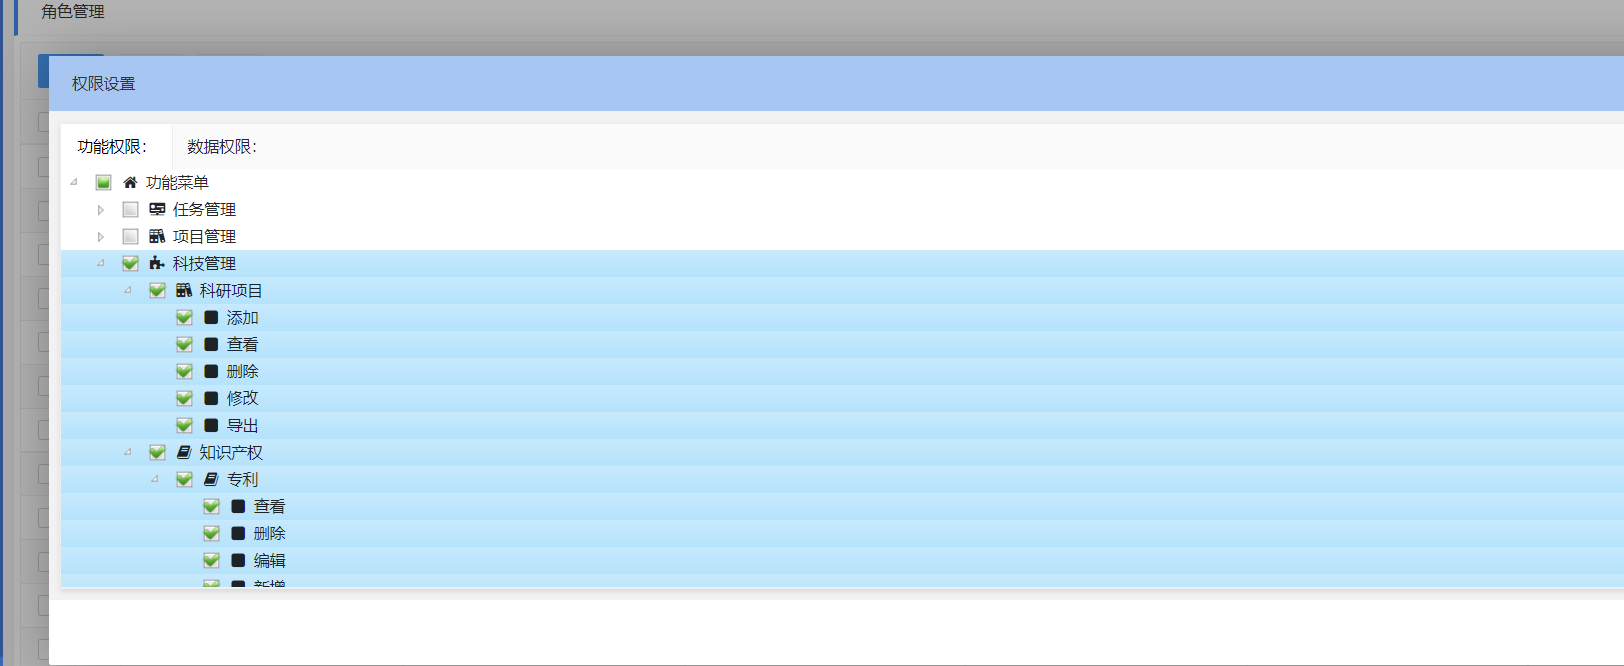 角色管理
权限设置
功能权限： 数据权限：
功能菜单
任务管理
项目管理
科技管理
科研项目
添加
查看
删除
修改
导出
知识产权
专利
查看
删除
编辑
新增